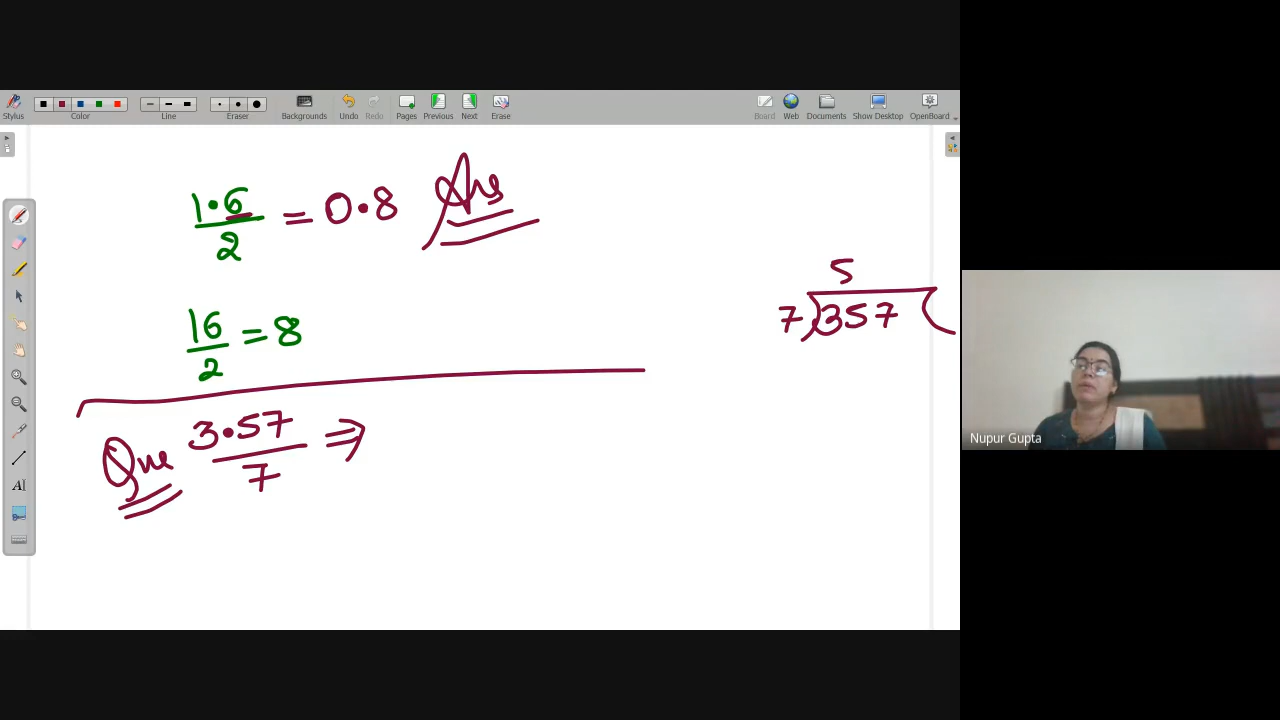 Stylus
Color
Line
Eraser
Backgrounds
Undo
Redo
Pages
Previous
Next
Erase
Board
Web
Documents
Show Desktop
OpenBoard
1.6/2 = 0.8 Ans
16/2 = 8
5
7)357(
Que 3.57/7 ⇒
AI
Nupur Gupta